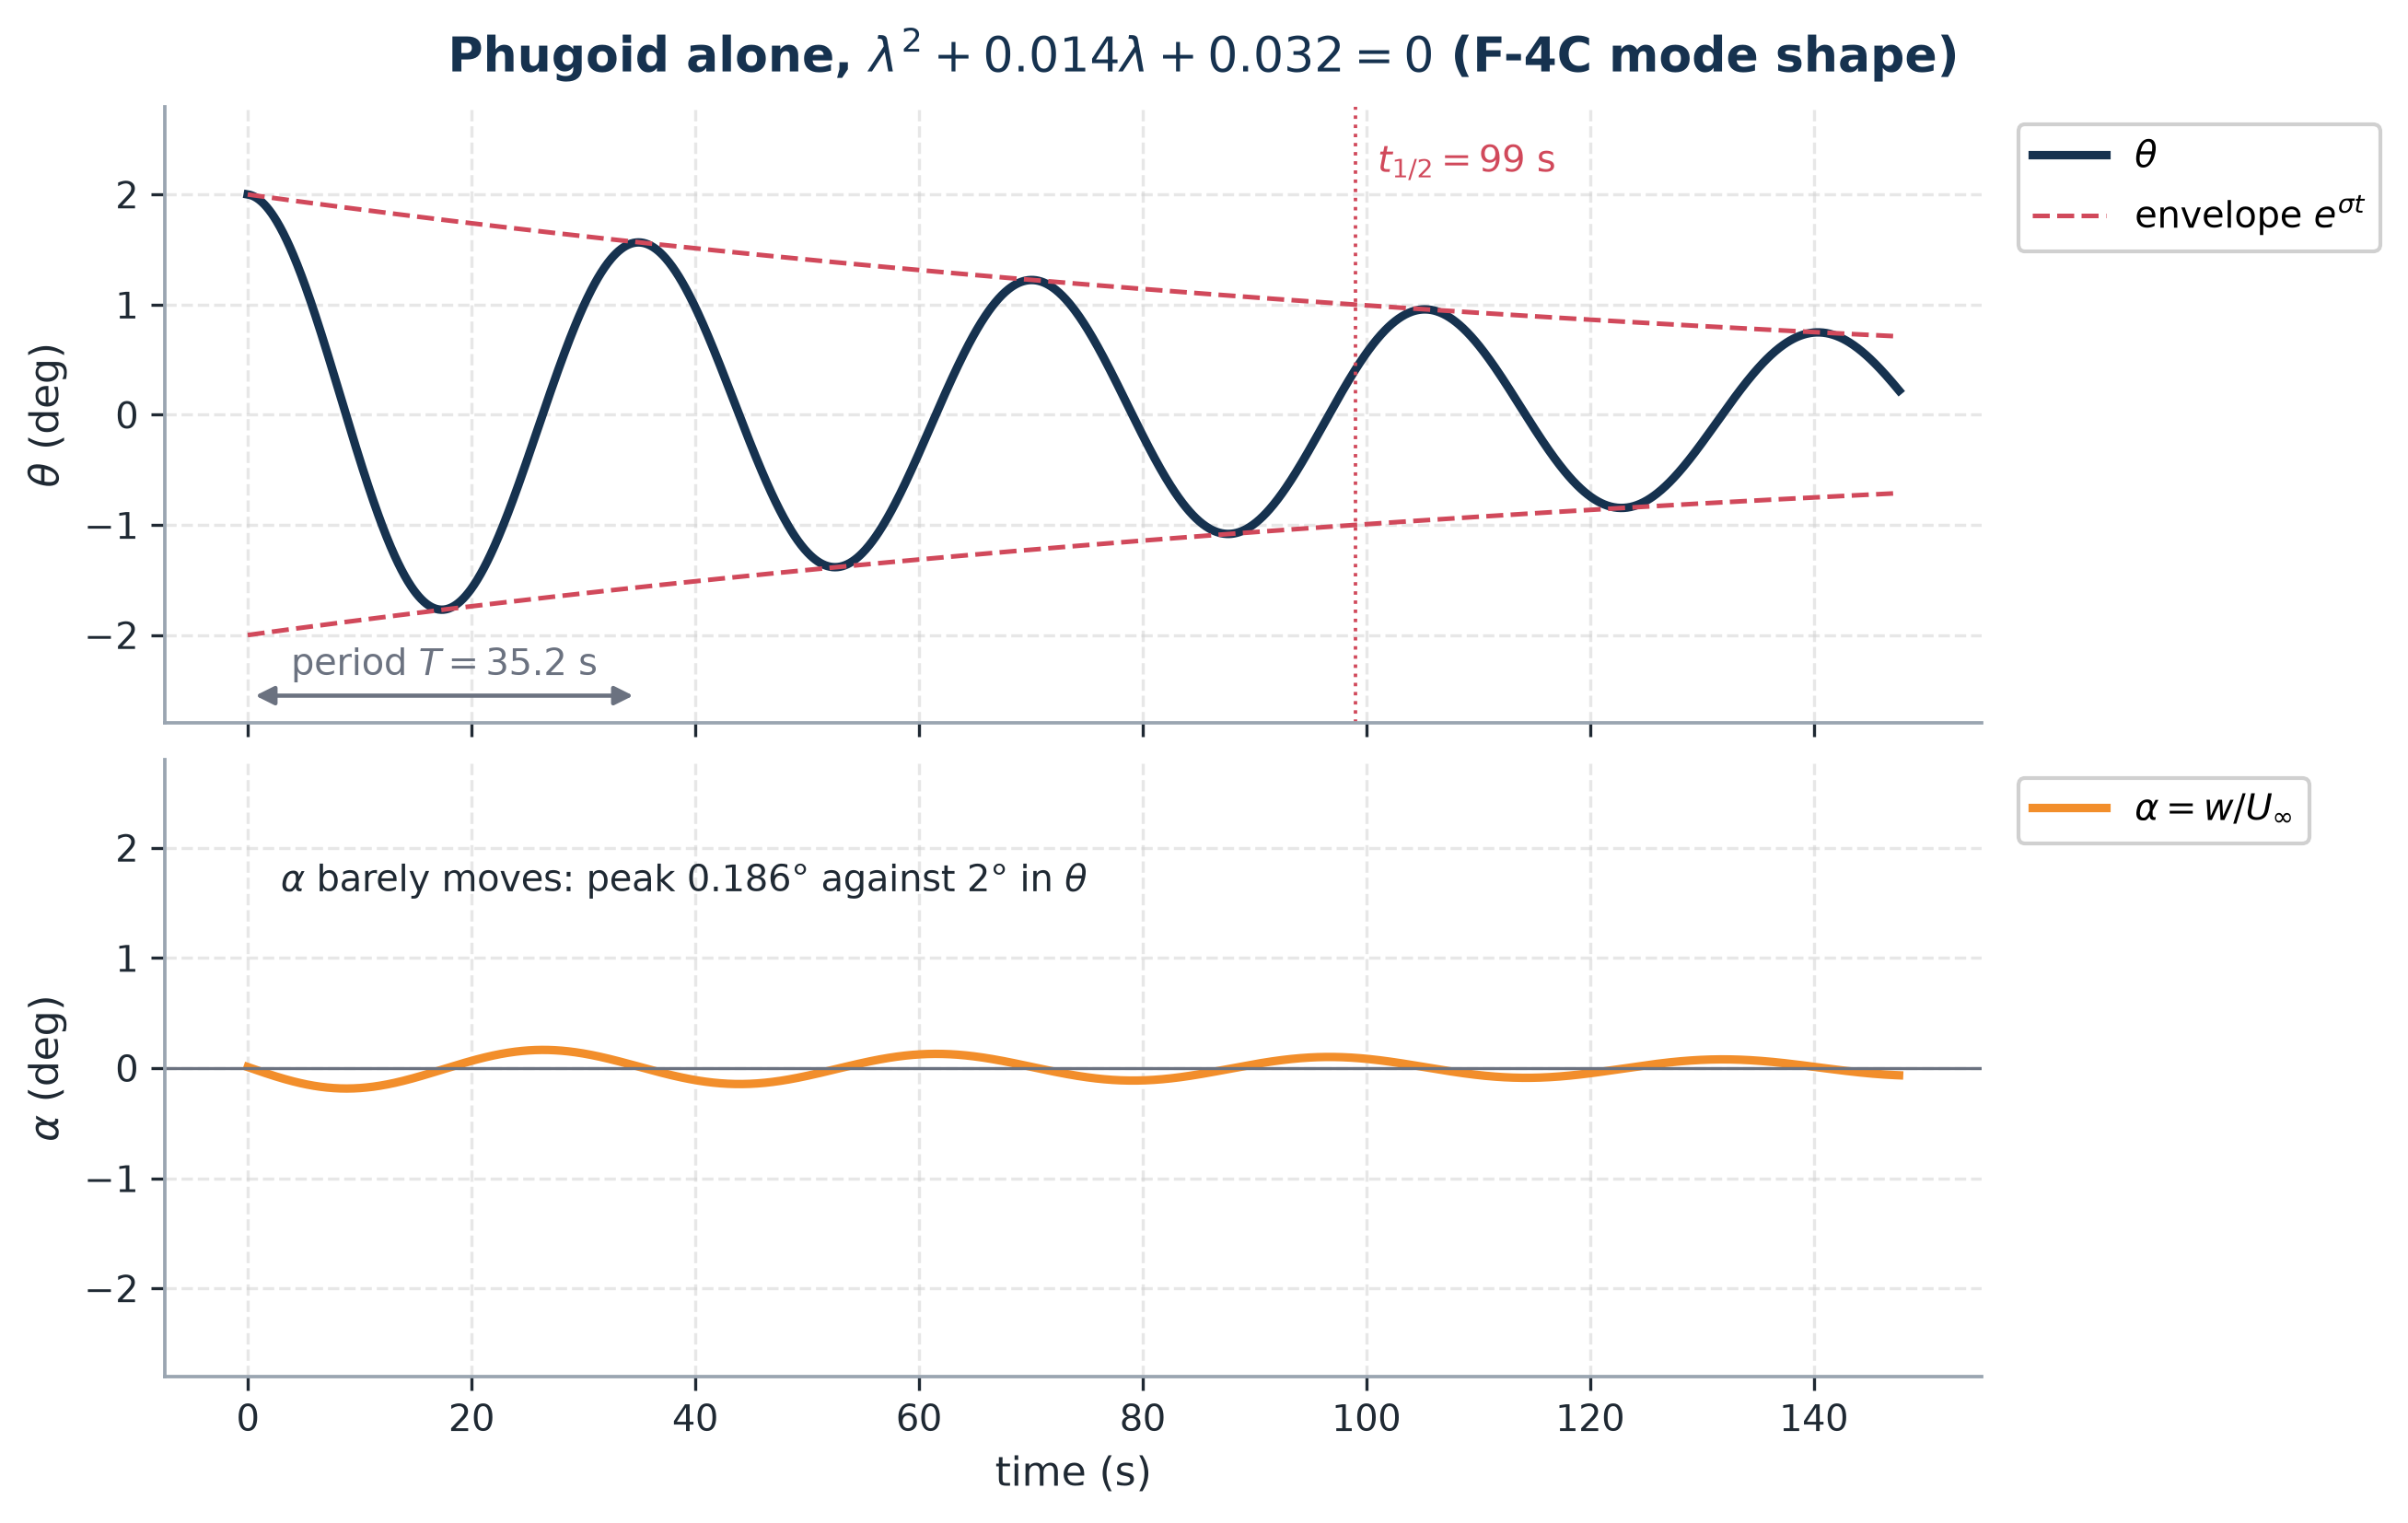 Phugoid alone, λ² + 0.014λ + 0.032 = 0 (F-4C mode shape)
θ (deg)
2
1
0
−1
−2
t₁/₂ = 99 s
period T = 35.2 s
θ
envelope e^{σt}
α (deg)
2
1
0
−1
−2
α barely moves: peak 0.186° against 2° in θ
α = w/U∞
0 20 40 60 80 100 120 140
time (s)